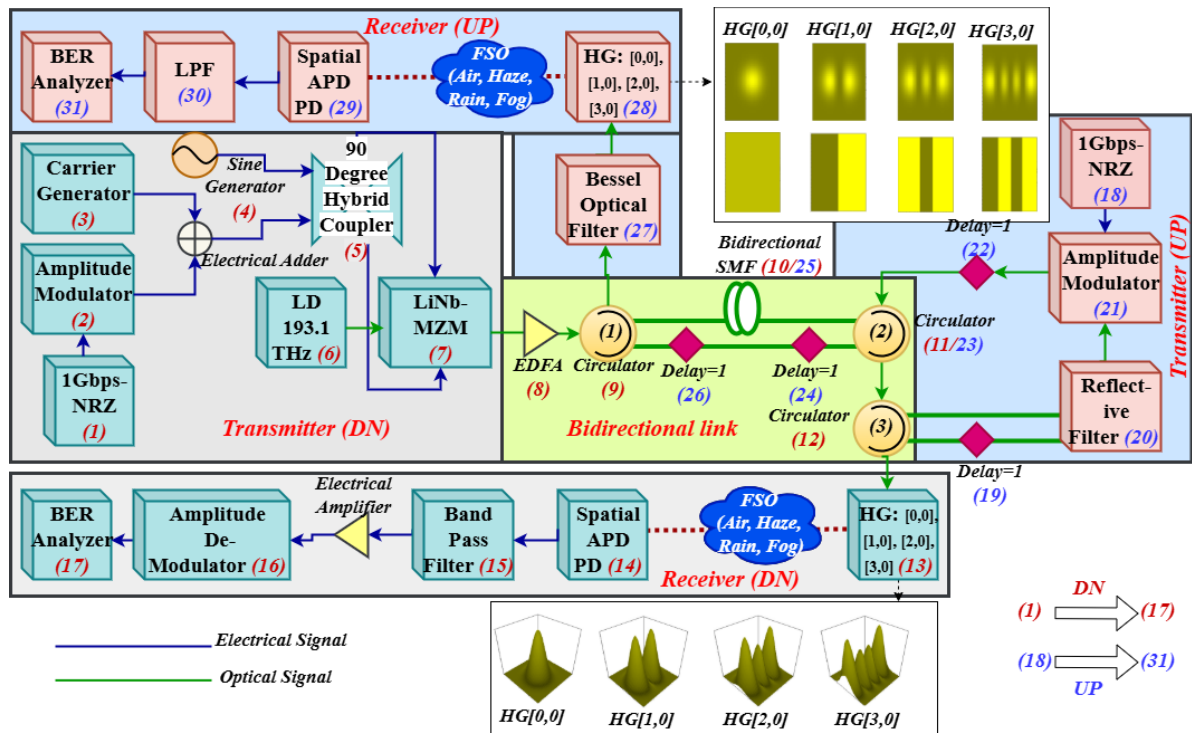 Receiver (UP)
BER
Analyzer
(31)
LPF
(30)
Spatial
APD
PD (29)
FSO
(Air, Haze,
Rain, Fog)
HG: [0,0],
[1,0], [2,0],
[3,0] (28)
HG[0,0]
HG[1,0]
HG[2,0]
HG[3,0]
Carrier
Generator
(3)
Sine
Generator
(4)
90
Degree
Hybrid
Coupler
(5)
Electrical Adder
Amplitude
Modulator
(2)
1Gbps-
NRZ
(1)
LD
193.1
THz (6)
LiNb-
MZM
(7)
Transmitter (DN)
Bessel
Optical
Filter (27)
Bidirectional
SMF (10/25)
EDFA
(8)
(1)
Circulator
(9)
Delay=1
(26)
Delay=1
(24)
(2)
Circulator
(11/23)
Circulator
(12)
(3)
Bidirectional link
1Gbps-
NRZ
(18)
Delay=1
(22)
Amplitude
Modulator
(21)
Reflect-
ive
Filter (20)
Delay=1
(19)
Transmitter (UP)
BER
Analyzer
(17)
Amplitude
De-
Modulator (16)
Electrical
Amplifier
Band
Pass
Filter (15)
Spatial
APD
PD (14)
FSO
(Air, Haze,
Rain, Fog)
HG: [0,0],
[1,0], [2,0],
[3,0] (13)
Receiver (DN)
Electrical Signal
Optical Signal
HG[0,0]
HG[1,0]
HG[2,0]
HG[3,0]
(1) DN (17)
(18) UP (31)